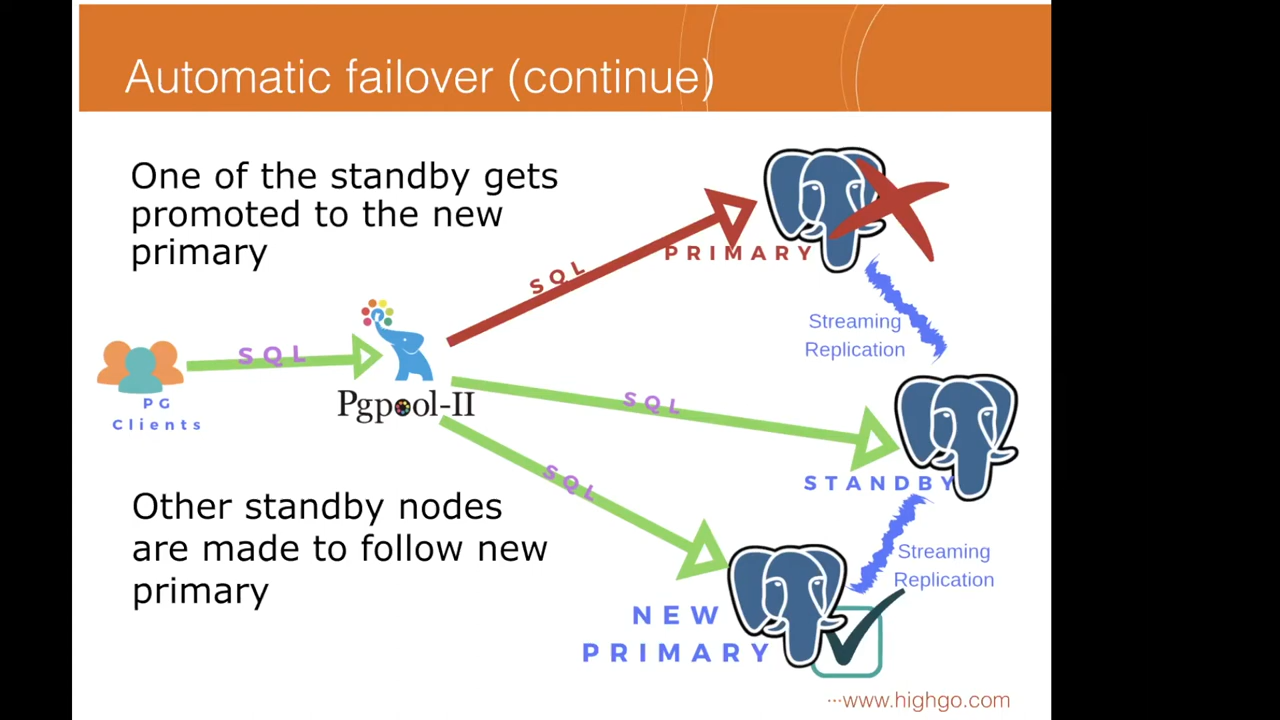 Automatic failover (continue)
One of the standby gets
promoted to the new
primary
SQL
PRIMARY
Streaming
Replication
SQL
PG
Clients
Pgpool-II
SQL
STANDBY
SQL
Other standby nodes
are made to follow new
primary
Streaming
Replication
NEW
PRIMARY
···www.highgo.com